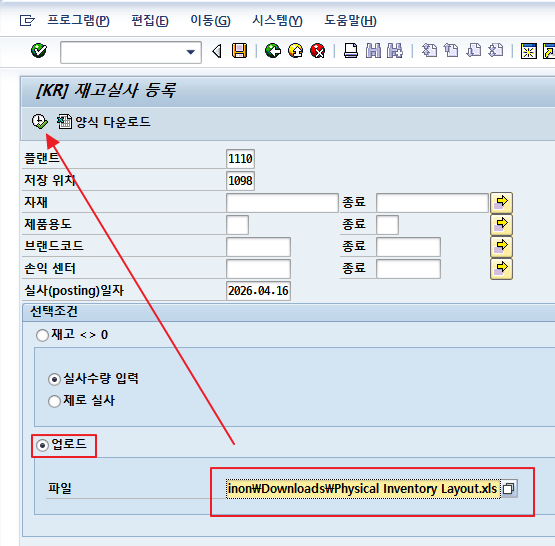 프로그램(P) 편집(E) 이동(G) 시스템(Y) 도움말(H)
[KR] 재고실사 등록
양식 다운로드
플랜트 1110
저장 위치 1098
자재 종료
제품용도 종료
브랜드코드 종료
손익 센터 종료
실사(posting)일자 2026.04.16
선택조건
재고 <> 0
실사수량 입력
제로 실사
업로드
파일 inon₩Downloads₩Physical Inventory Layout.xls